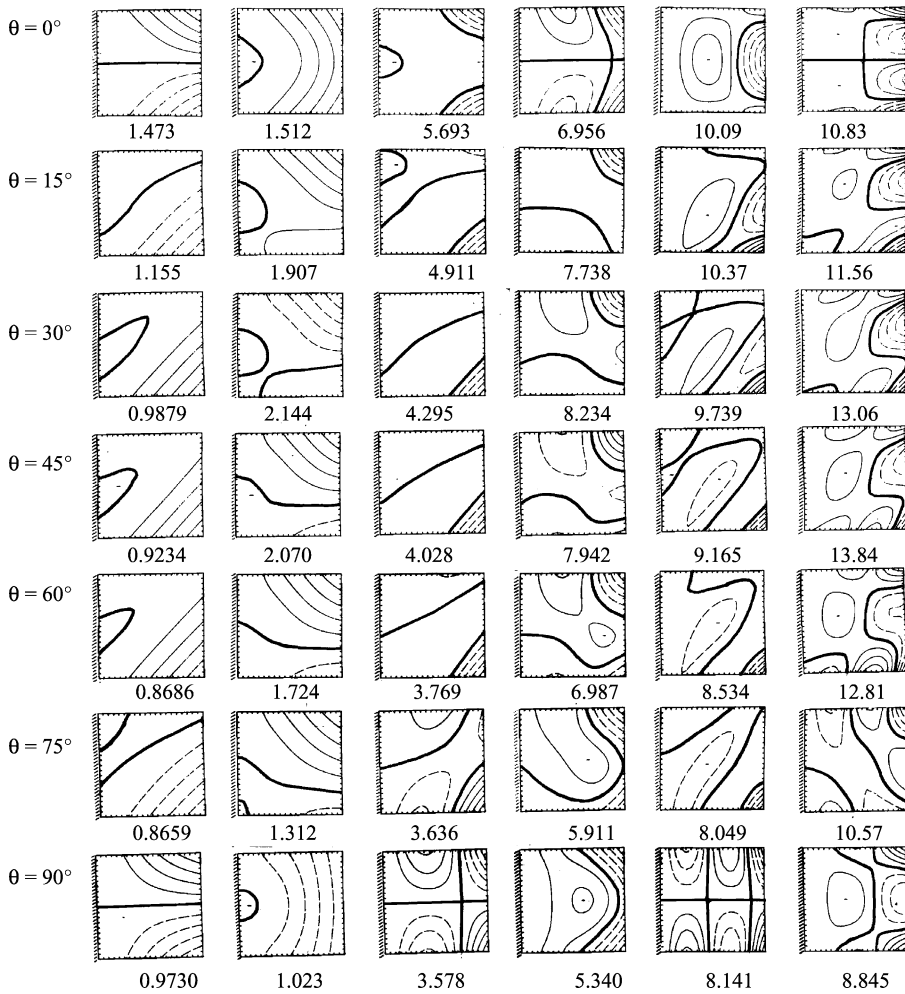 θ = 0°
1.473 1.512 5.693 6.956 10.09 10.83
θ = 15°
1.155 1.907 4.911 7.738 10.37 11.56
θ = 30°
0.9879 2.144 4.295 8.234 9.739 13.06
θ = 45°
0.9234 2.070 4.028 7.942 9.165 13.84
θ = 60°
0.8686 1.724 3.769 6.987 8.534 12.81
θ = 75°
0.8659 1.312 3.636 5.911 8.049 10.57
θ = 90°
0.9730 1.023 3.578 5.340 8.141 8.845